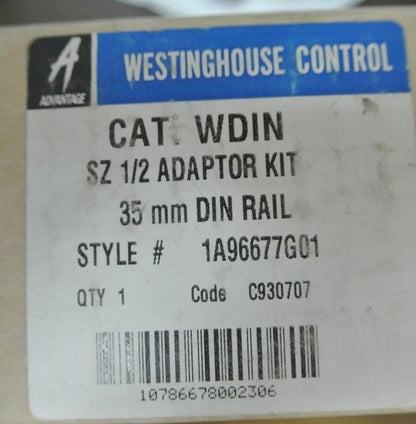 A
ADVANTAGE
WESTINGHOUSE CONTROL
CAT. WDIN
SZ 1/2 ADAPTOR KIT
35 mm DIN RAIL
STYLE # 1A96677G01
QTY 1 Code C930707
10786678002306